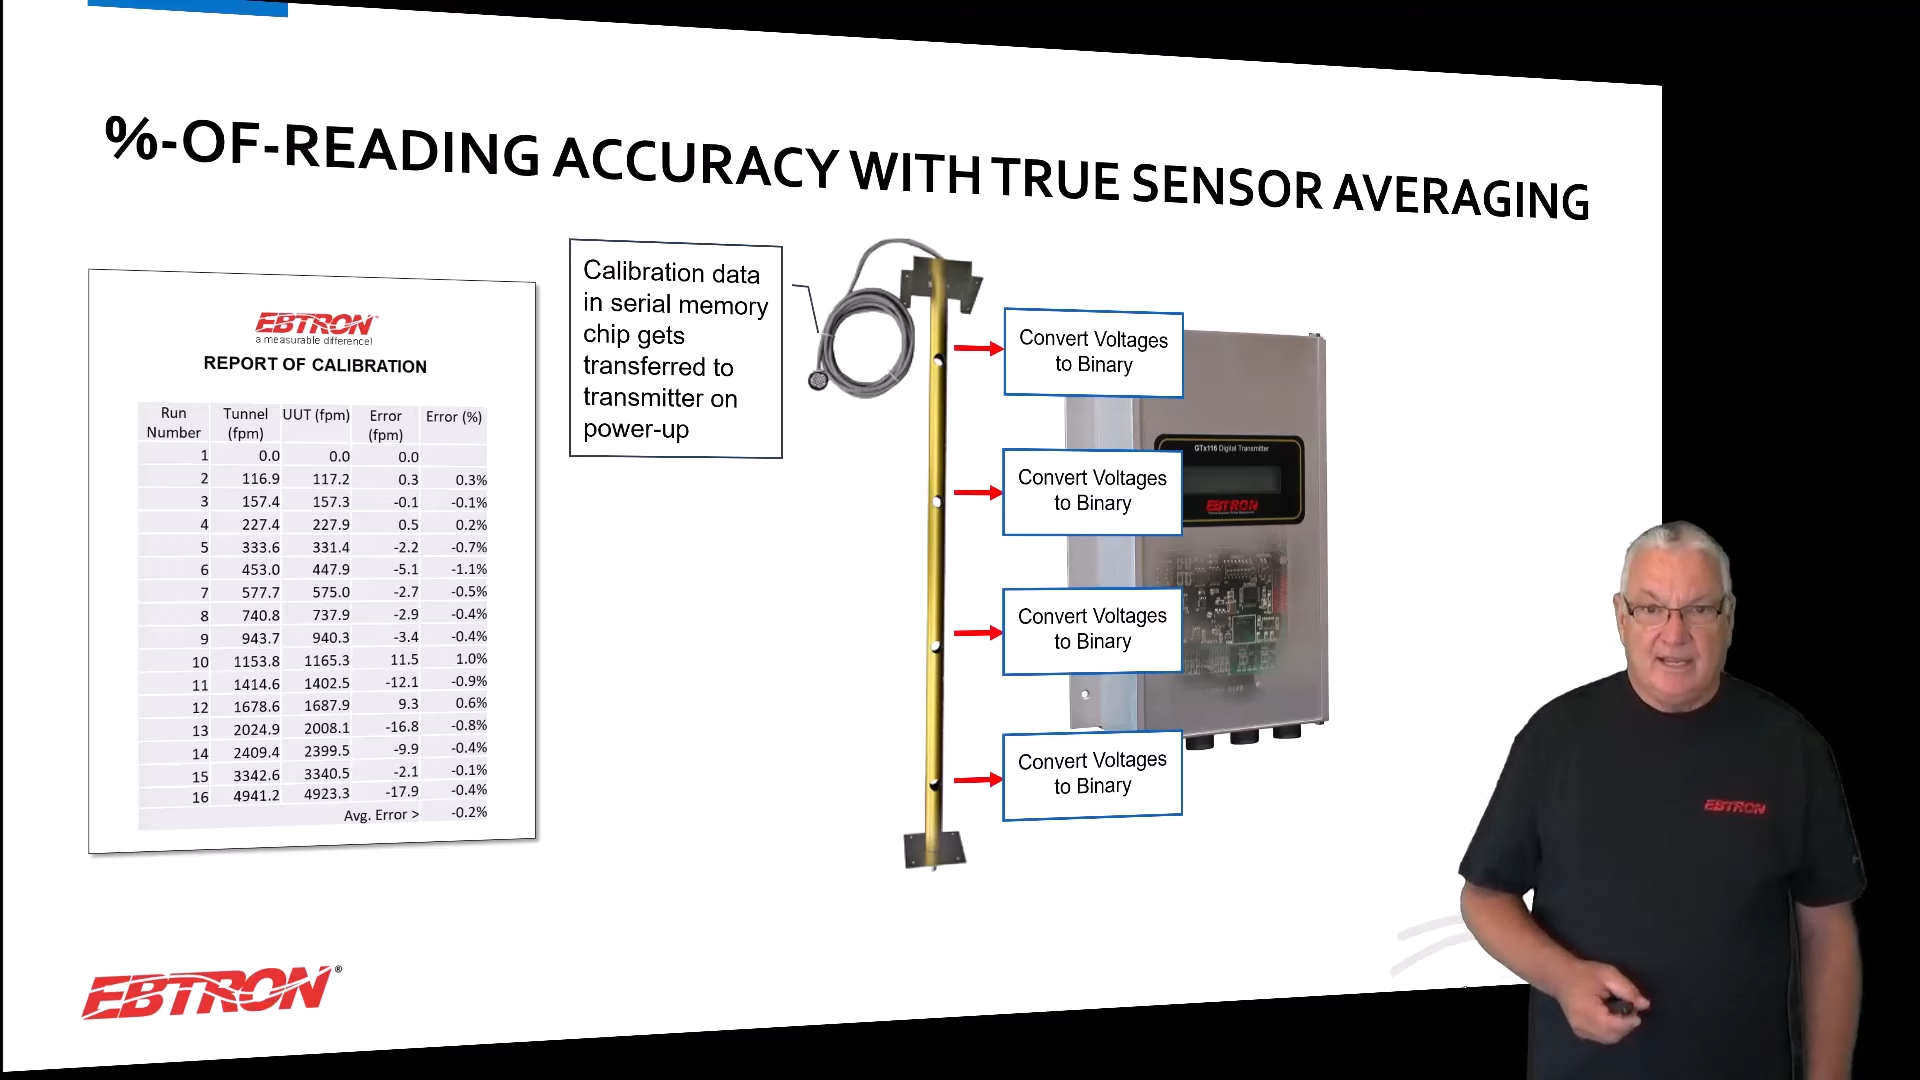 %-OF-READING ACCURACY WITH TRUE SENSOR AVERAGING
EBTRON®
a measurable difference!
REPORT OF CALIBRATION
Run Number Tunnel (fpm) UUT (fpm) Error (fpm) Error (%)
1 0.0 0.0 0.0
2 116.9 117.2 0.3 0.3%
3 157.4 157.3 -0.1 -0.1%
4 227.4 227.9 0.5 0.2%
5 333.6 331.4 -2.2 -0.7%
6 453.0 447.9 -5.1 -1.1%
7 577.7 575.0 -2.7 -0.5%
8 740.8 737.9 -2.9 -0.4%
9 943.7 940.3 -3.4 -0.4%
10 1153.8 1165.3 11.5 1.0%
11 1414.6 1402.5 -12.1 -0.9%
12 1678.6 1687.9 9.3 0.6%
13 2024.9 2008.1 -16.8 -0.8%
14 2409.4 2399.5 -9.9 -0.4%
15 3342.6 3340.5 -2.1 -0.1%
16 4941.2 4923.3 -17.9 -0.4%
Avg. Error > -0.2%
Calibration data
in serial memory
chip gets
transferred to
transmitter on
power-up
Convert Voltages
to Binary
Convert Voltages
to Binary
Convert Voltages
to Binary
Convert Voltages
to Binary
GTx116 Digital Transmitter
EBTRON
EBTRON
EBTRON®